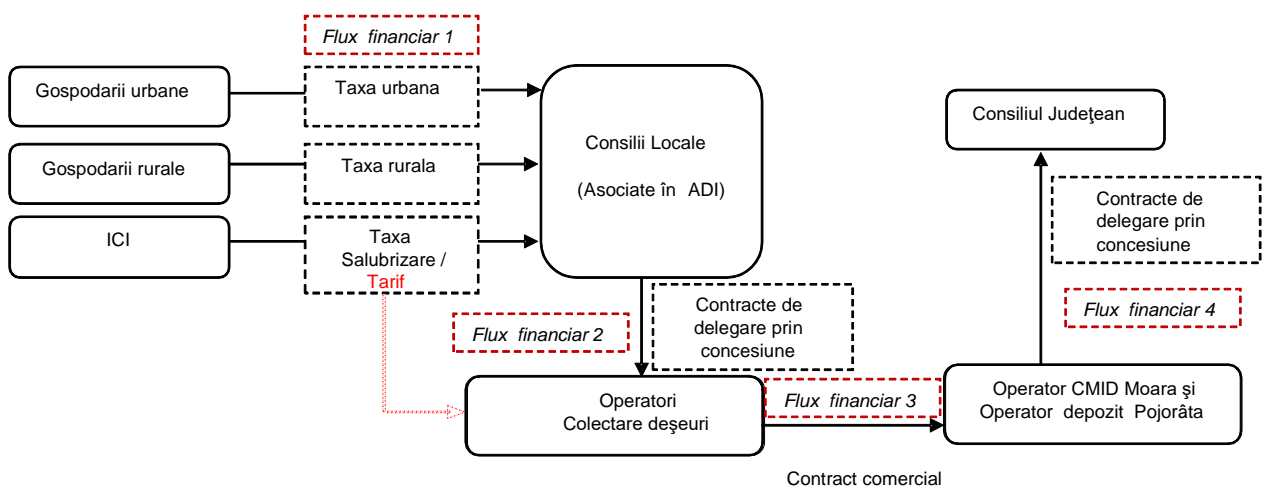 Flux financiar 1
Gospodarii urbane
Taxa urbana
Gospodarii rurale
Taxa rurala
ICI
Taxa
Salubrizare /
Tarif
Consilii Locale
(Asociate în ADI)
Consiliul Judeţean
Contracte de
delegare prin
concesiune
Flux financiar 4
Flux financiar 2
Contracte de
delegare prin
concesiune
Operatori
Colectare deşeuri
Flux financiar 3
Operator CMID Moara şi
Operator depozit Pojorâta
Contract comercial